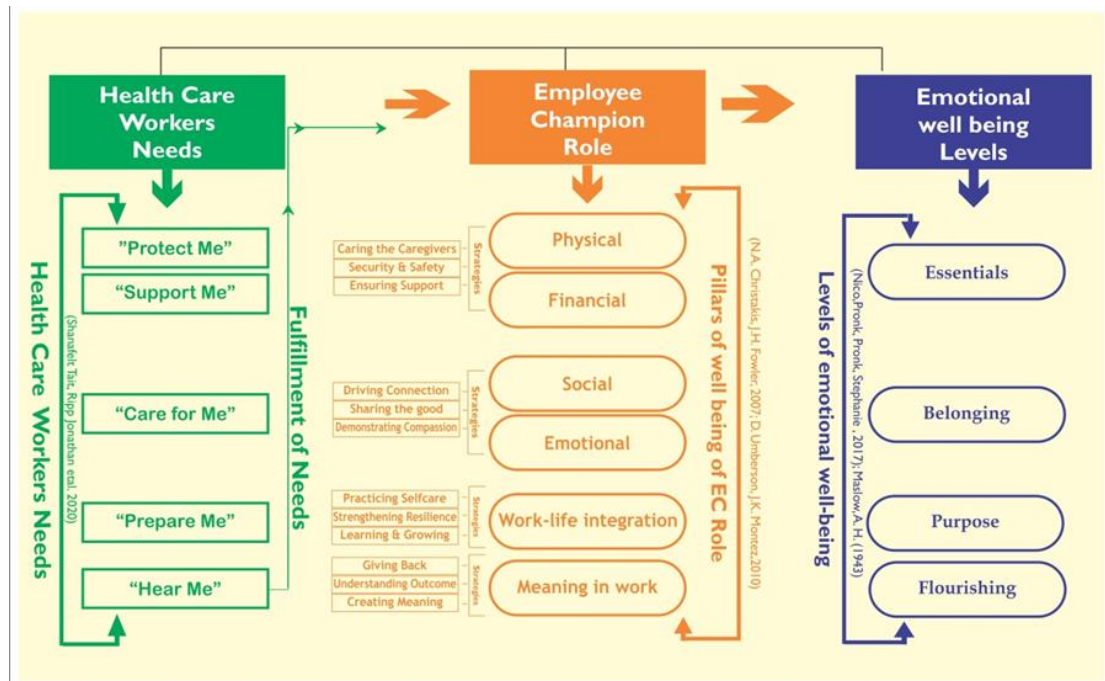 Health Care
Workers
Needs
Employee
Champion
Role
Emotional
well being
Levels
Health Care Workers Needs
(Shanafelt Tait, Ripp Jonathan etal. 2020)
"Protect Me"
"Support Me"
"Care for Me"
"Prepare Me"
"Hear Me"
Fulfillment of Needs
Caring the Caregivers
Security & Safety
Ensuring Support
Strategies
Physical
Financial
Driving Connection
Sharing the good
Demonstrating Compassion
Strategies
Social
Emotional
Practicing Selfcare
Strengthening Resilience
Learning & Growing
Strategies
Work-life integration
Giving Back
Understanding Outcome
Creating Meaning
Strategies
Meaning in work
Pillars of well being of EC Role
(N.A. Christakis, J.H. Fowler, 2007; D. Umberson, J.K. Montez,2010)
Levels of emotional well-being
(Nico,Pronk, Pronk, Stephanie , 2017); Maslow,A. H. (1943)
Essentials
Belonging
Purpose
Flourishing